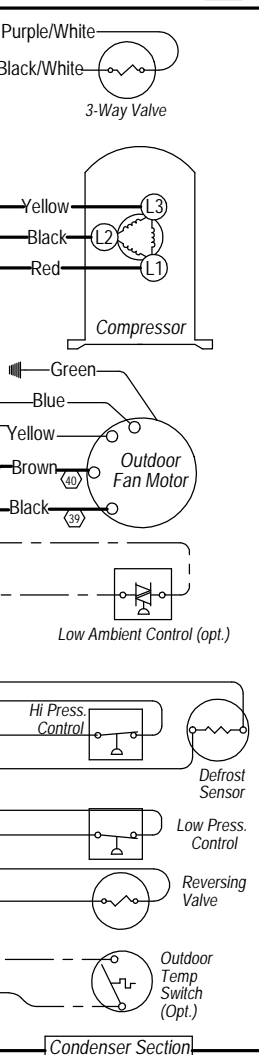 Purple/White
Black/White
3-Way Valve
Yellow
L3
Black
L2
Red
L1
Compressor
Green
Blue
Yellow
Brown
40
Outdoor
Fan Motor
Black
39
Low Ambient Control (opt.)
Hi Press.
Control
Defrost
Sensor
Low Press.
Control
Reversing
Valve
Outdoor
Temp
Switch
(Opt.)
Condenser Section